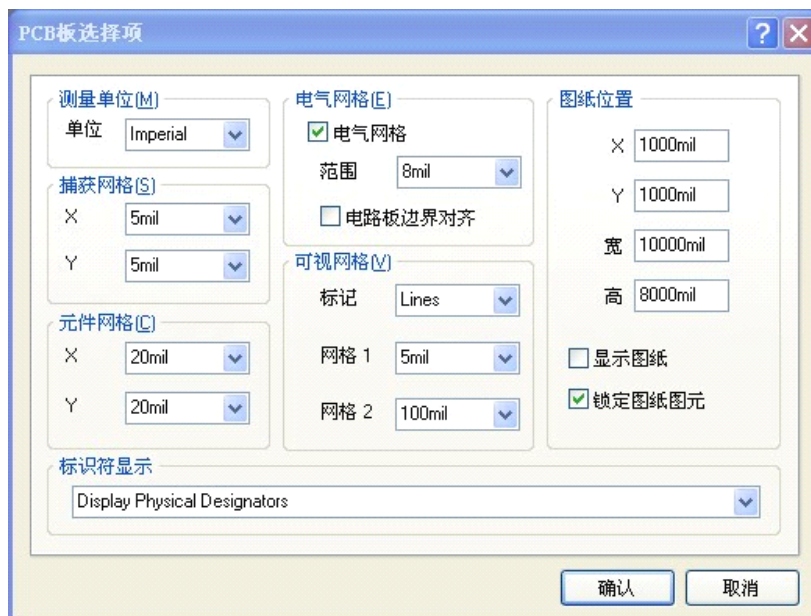 PCB板选择项
测量单位(M)
单位 Imperial
捕获网格(S)
X 5mil
Y 5mil
元件网格(C)
X 20mil
Y 20mil
电气网格(E)
电气网格
范围 8mil
电路板边界对齐
可视网格(V)
标记 Lines
网格 1 5mil
网格 2 100mil
图纸位置
X 1000mil
Y 1000mil
宽 10000mil
高 8000mil
显示图纸
锁定图纸图元
标识符显示
Display Physical Designators
确认 取消